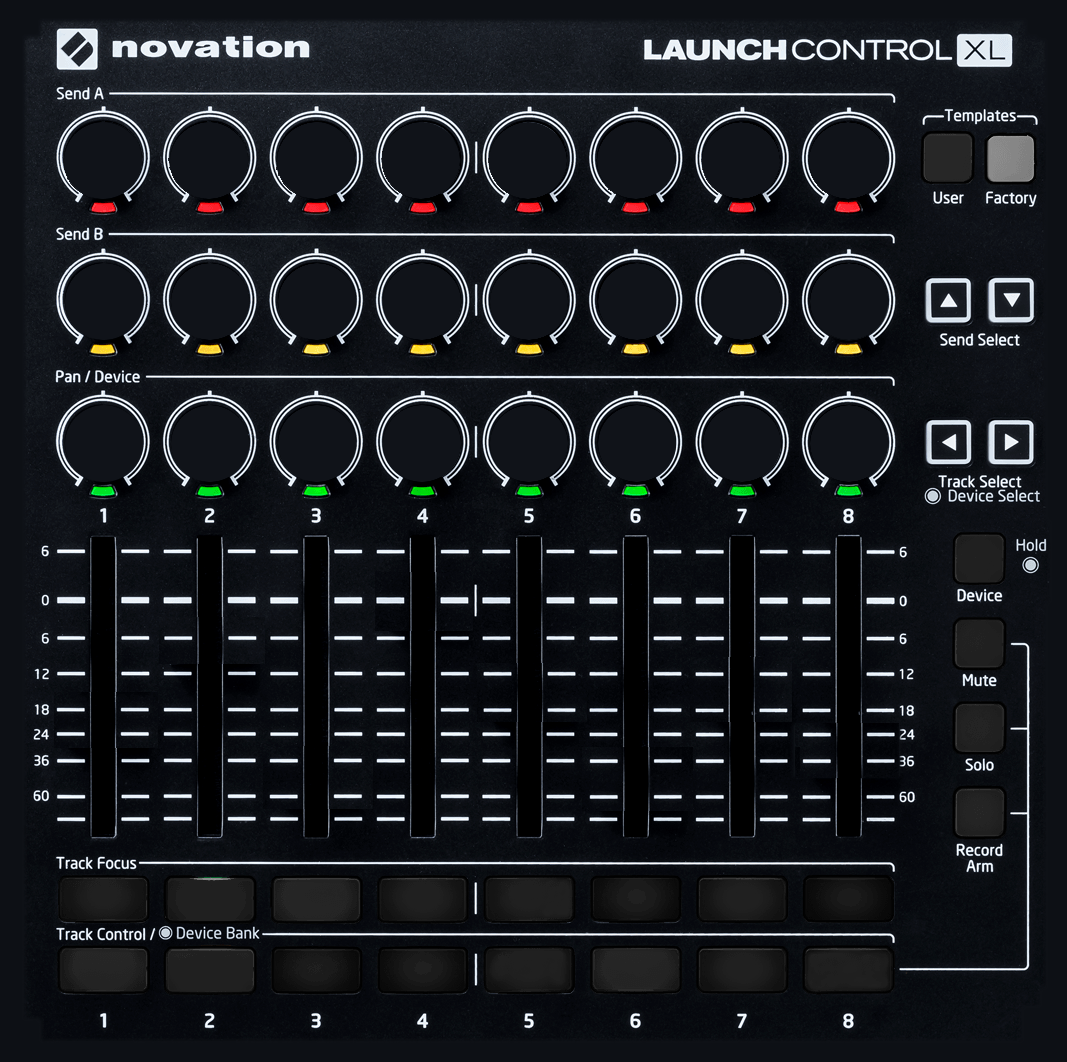 novation
LAUNCHCONTROL XL
Send A
Templates
User Factory
Send B
Send Select
Pan / Device
Track Select
Device Select
1 2 3 4 5 6 7 8
6 6
Hold
0 0
Device
6 6
12 12
Mute
18 18
24 24
36 36
Solo
60 60
Record
Arm
Track Focus
Track Control / Device Bank
1 2 3 4 5 6 7 8